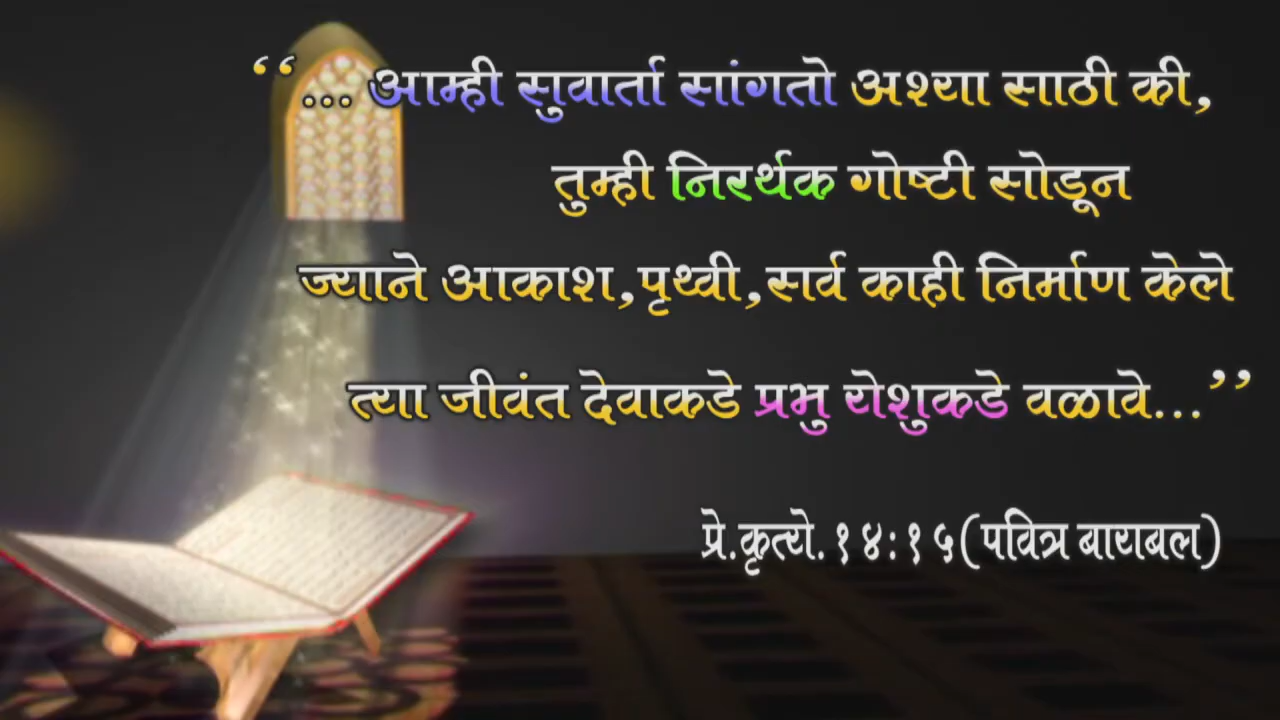 “... आम्ही सुवार्ता सांगतो अश्या साठी की,
तुम्ही निरर्थक गोष्टी सोडून
ज्याने आकाश,पृथ्वी,सर्व काही निर्माण केले
त्या जीवंत देवाकडे प्रभु येशुकडे वळावे...”
प्रे.कृत्ये.१४:१५(पवित्र बायबल)